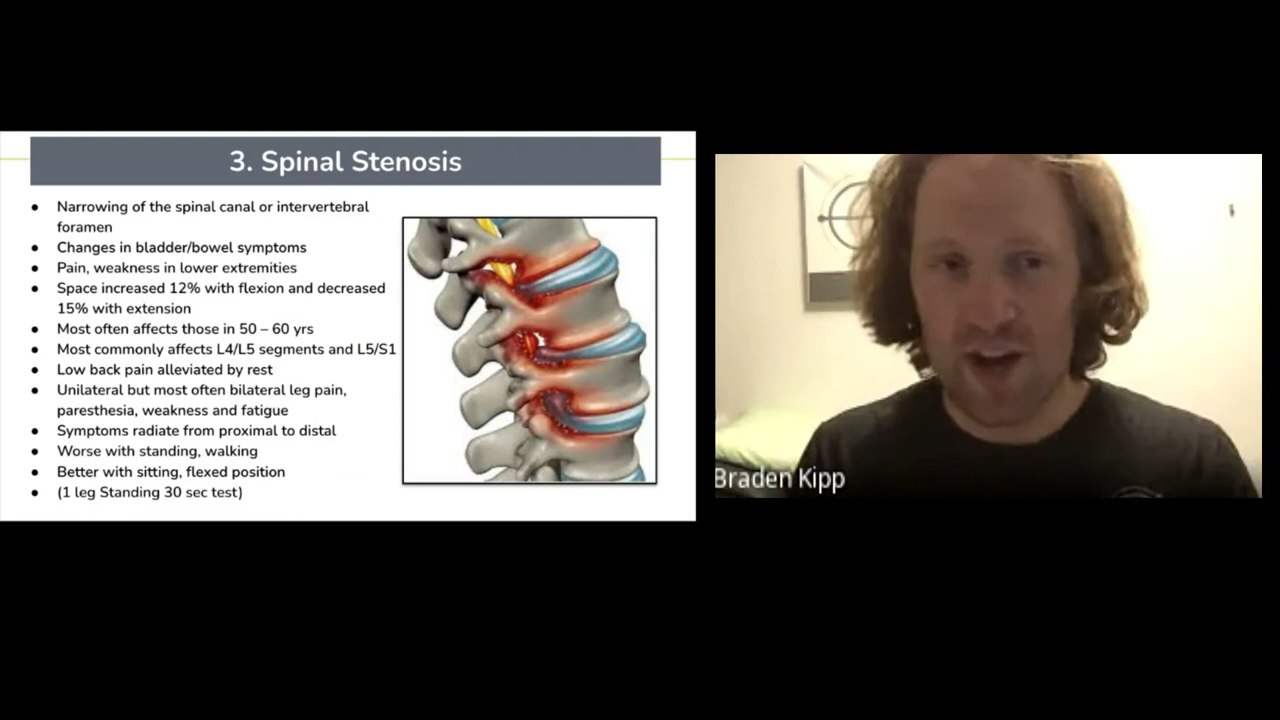 3. Spinal Stenosis
● Narrowing of the spinal canal or intervertebral
foramen
● Changes in bladder/bowel symptoms
● Pain, weakness in lower extremities
● Space increased 12% with flexion and decreased
15% with extension
● Most often affects those in 50 – 60 yrs
● Most commonly affects L4/L5 segments and L5/S1
● Low back pain alleviated by rest
● Unilateral but most often bilateral leg pain,
paresthesia, weakness and fatigue
● Symptoms radiate from proximal to distal
● Worse with standing, walking
● Better with sitting, flexed position
● (1 leg Standing 30 sec test)
Braden Kipp